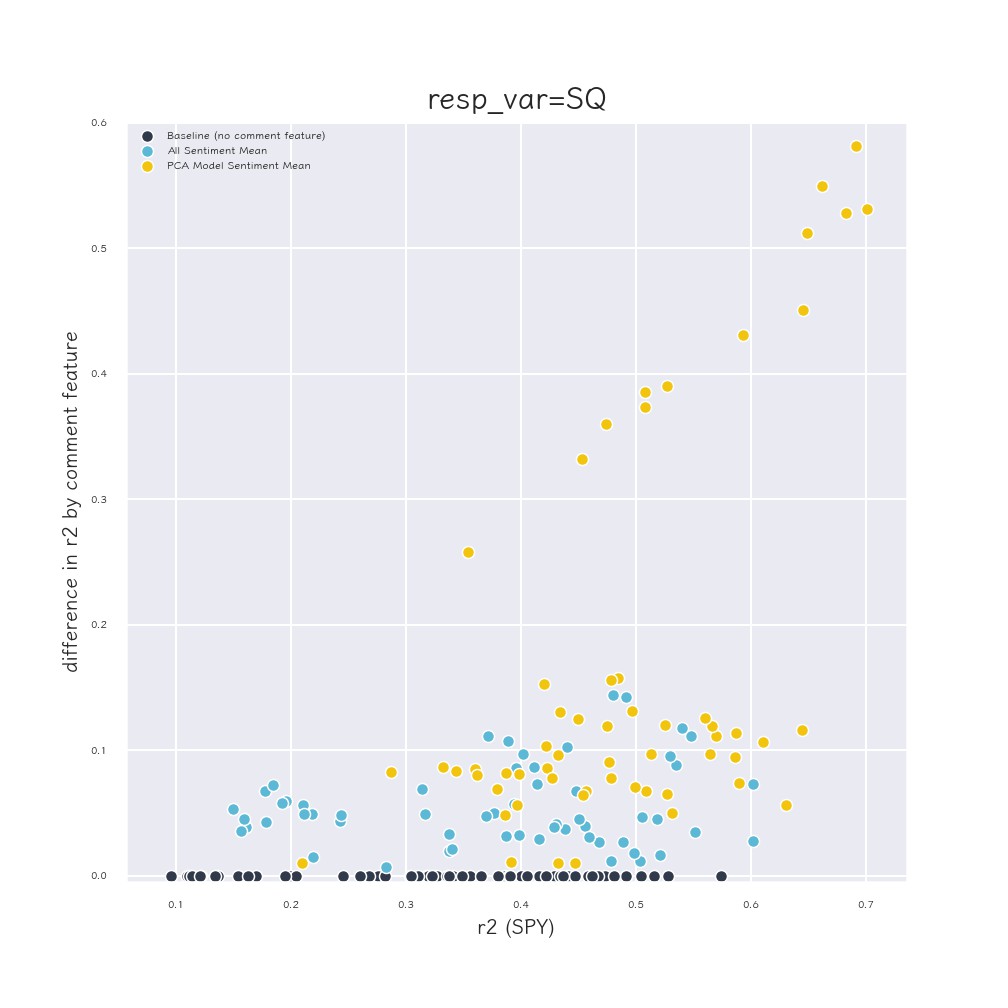 resp_var=SQ
0.6
Baseline (no comment feature)
All Sentiment Mean
PCA Model Sentiment Mean
0.5
0.4
0.3
0.2
0.1
0.0
difference in r2 by comment feature
0.1 0.2 0.3 0.4 0.5 0.6 0.7
r2 (SPY)